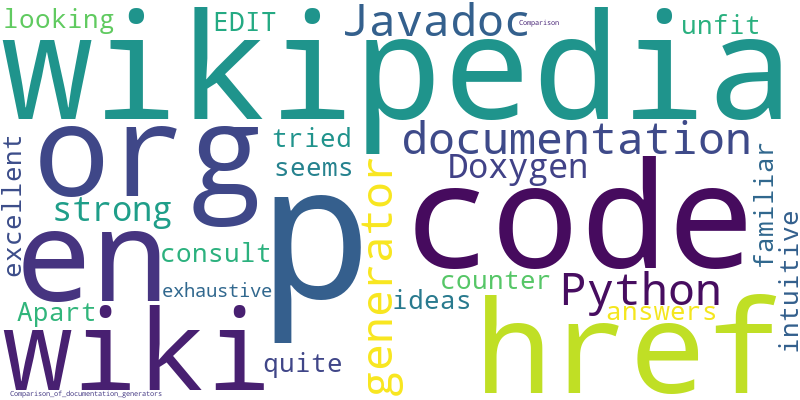 looking
EDIT
Javadoc
Comparison
unfit
wikipedia
excellent
org
tried
seems
documentation
Doxygen
familiar
strong
en
consult
p
generator
code
intuitive
exhaustive
counter
Python
Apart
ideas
answers
wiki
quite
href
Comparison_of_documentation_generators